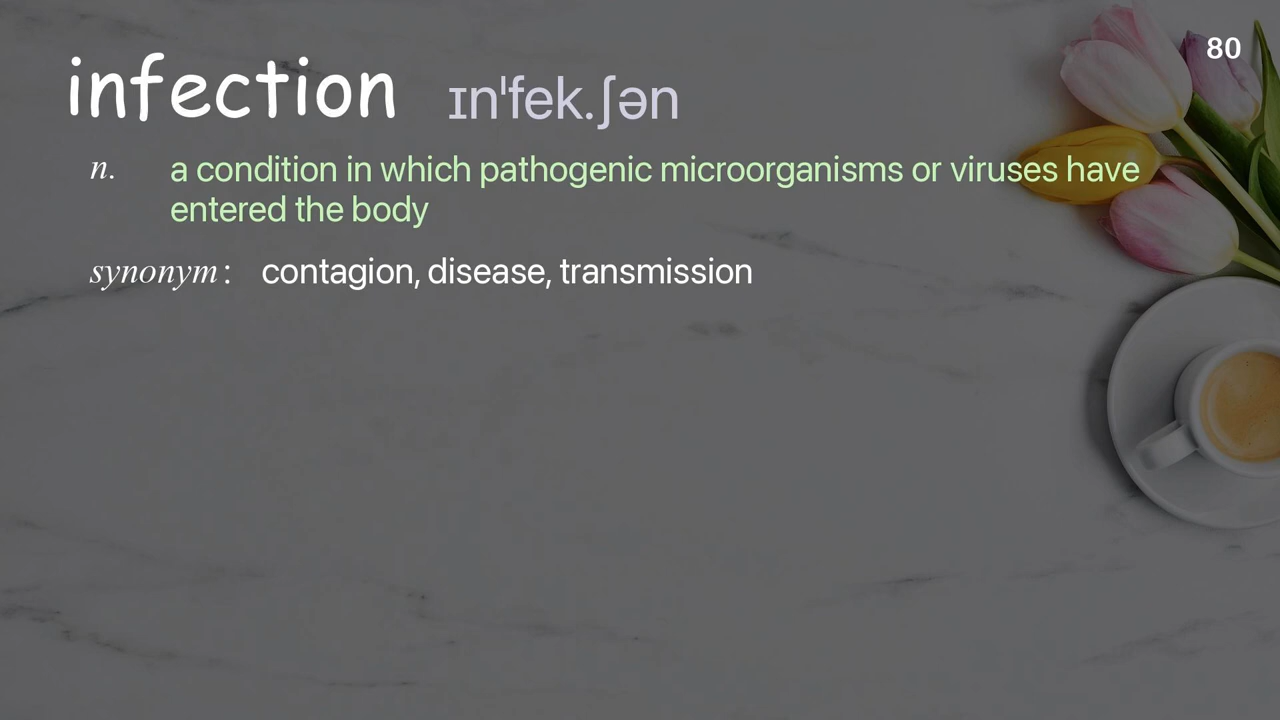 80
infection ɪnˈfek.ʃən
n. a condition in which pathogenic microorganisms or viruses have
entered the body
synonym: contagion, disease, transmission